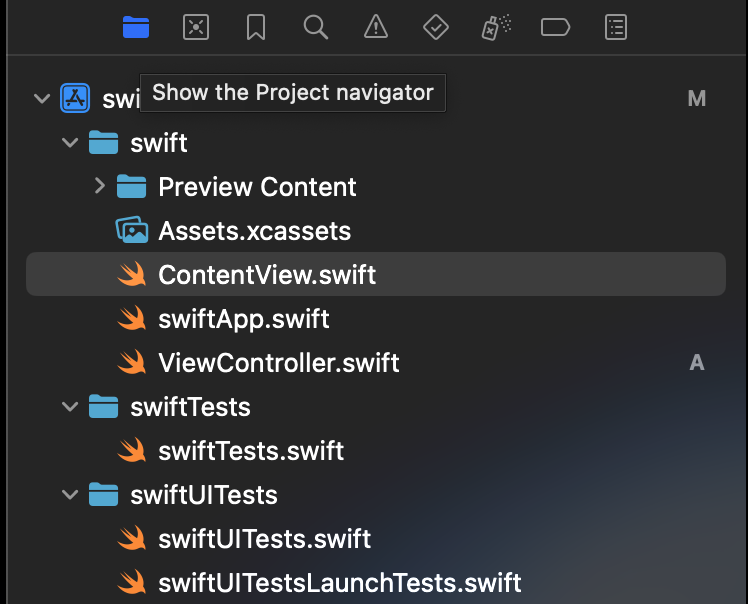 Show the Project navigator
swi
M
swift
Preview Content
Assets.xcassets
ContentView.swift
swiftApp.swift
ViewController.swift
A
swiftTests
swiftTests.swift
swiftUITests
swiftUITests.swift
swiftUITestsLaunchTests.swift